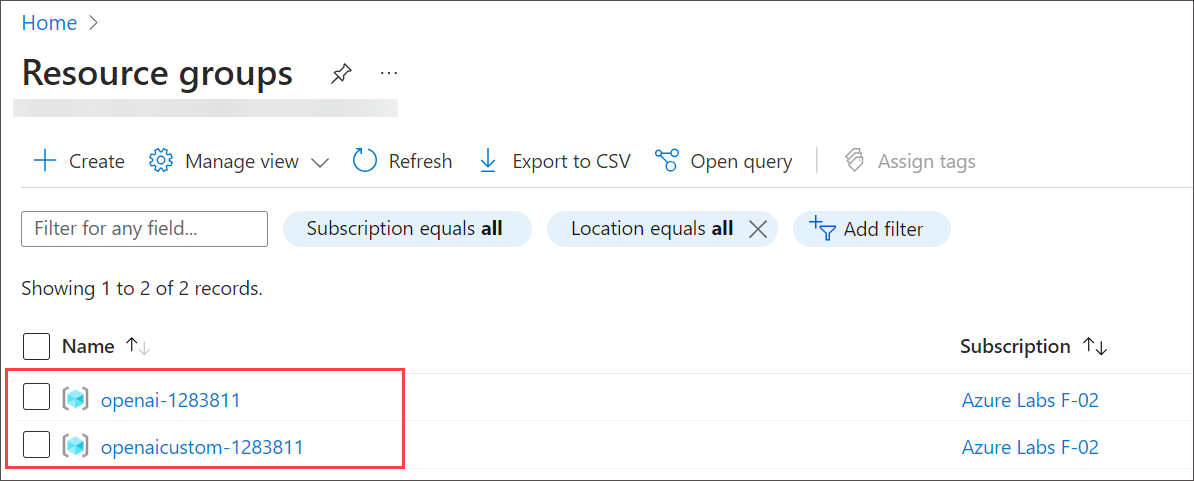 Home
Resource groups
Create Manage view Refresh Export to CSV Open query Assign tags
Filter for any field... Subscription equals all Location equals all Add filter
Showing 1 to 2 of 2 records.
Name Subscription
openai-1283811 Azure Labs F-02
openaicustom-1283811 Azure Labs F-02